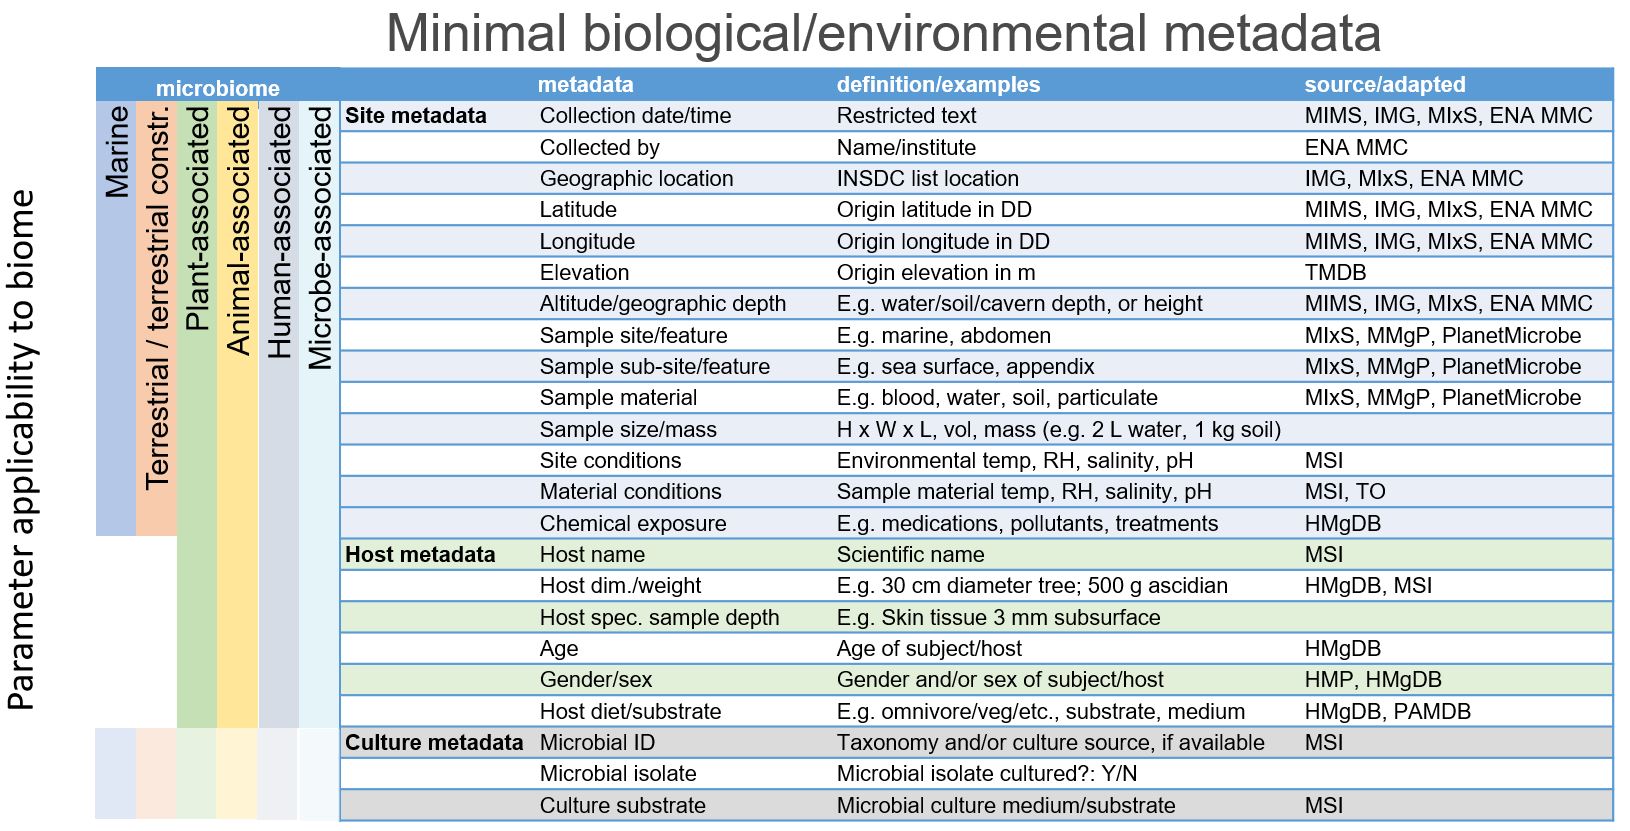 Minimal biological/environmental metadata
microbiome metadata definition/examples source/adapted
Parameter applicability to biome
Marine
Terrestrial / terrestrial constr.
Plant-associated
Animal-associated
Human-associated
Microbe-associated
Site metadata Collection date/time Restricted text MIMS, IMG, MIxS, ENA MMC
Collected by Name/institute ENA MMC
Geographic location INSDC list location IMG, MIxS, ENA MMC
Latitude Origin latitude in DD MIMS, IMG, MIxS, ENA MMC
Longitude Origin longitude in DD MIMS, IMG, MIxS, ENA MMC
Elevation Origin elevation in m TMDB
Altitude/geographic depth E.g. water/soil/cavern depth, or height MIMS, IMG, MIxS, ENA MMC
Sample site/feature E.g. marine, abdomen MIxS, MMgP, PlanetMicrobe
Sample sub-site/feature E.g. sea surface, appendix MIxS, MMgP, PlanetMicrobe
Sample material E.g. blood, water, soil, particulate MIxS, MMgP, PlanetMicrobe
Sample size/mass H x W x L, vol, mass (e.g. 2 L water, 1 kg soil)
Site conditions Environmental temp, RH, salinity, pH MSI
Material conditions Sample material temp, RH, salinity, pH MSI, TO
Chemical exposure E.g. medications, pollutants, treatments HMgDB
Host metadata Host name Scientific name MSI
Host dim./weight E.g. 30 cm diameter tree; 500 g ascidian HMgDB, MSI
Host spec. sample depth E.g. Skin tissue 3 mm subsurface
Age Age of subject/host HMgDB
Gender/sex Gender and/or sex of subject/host HMP, HMgDB
Host diet/substrate E.g. omnivore/veg/etc., substrate, medium HMgDB, PAMDB
Culture metadata Microbial ID Taxonomy and/or culture source, if available MSI
Microbial isolate Microbial isolate cultured?: Y/N
Culture substrate Microbial culture medium/substrate MSI